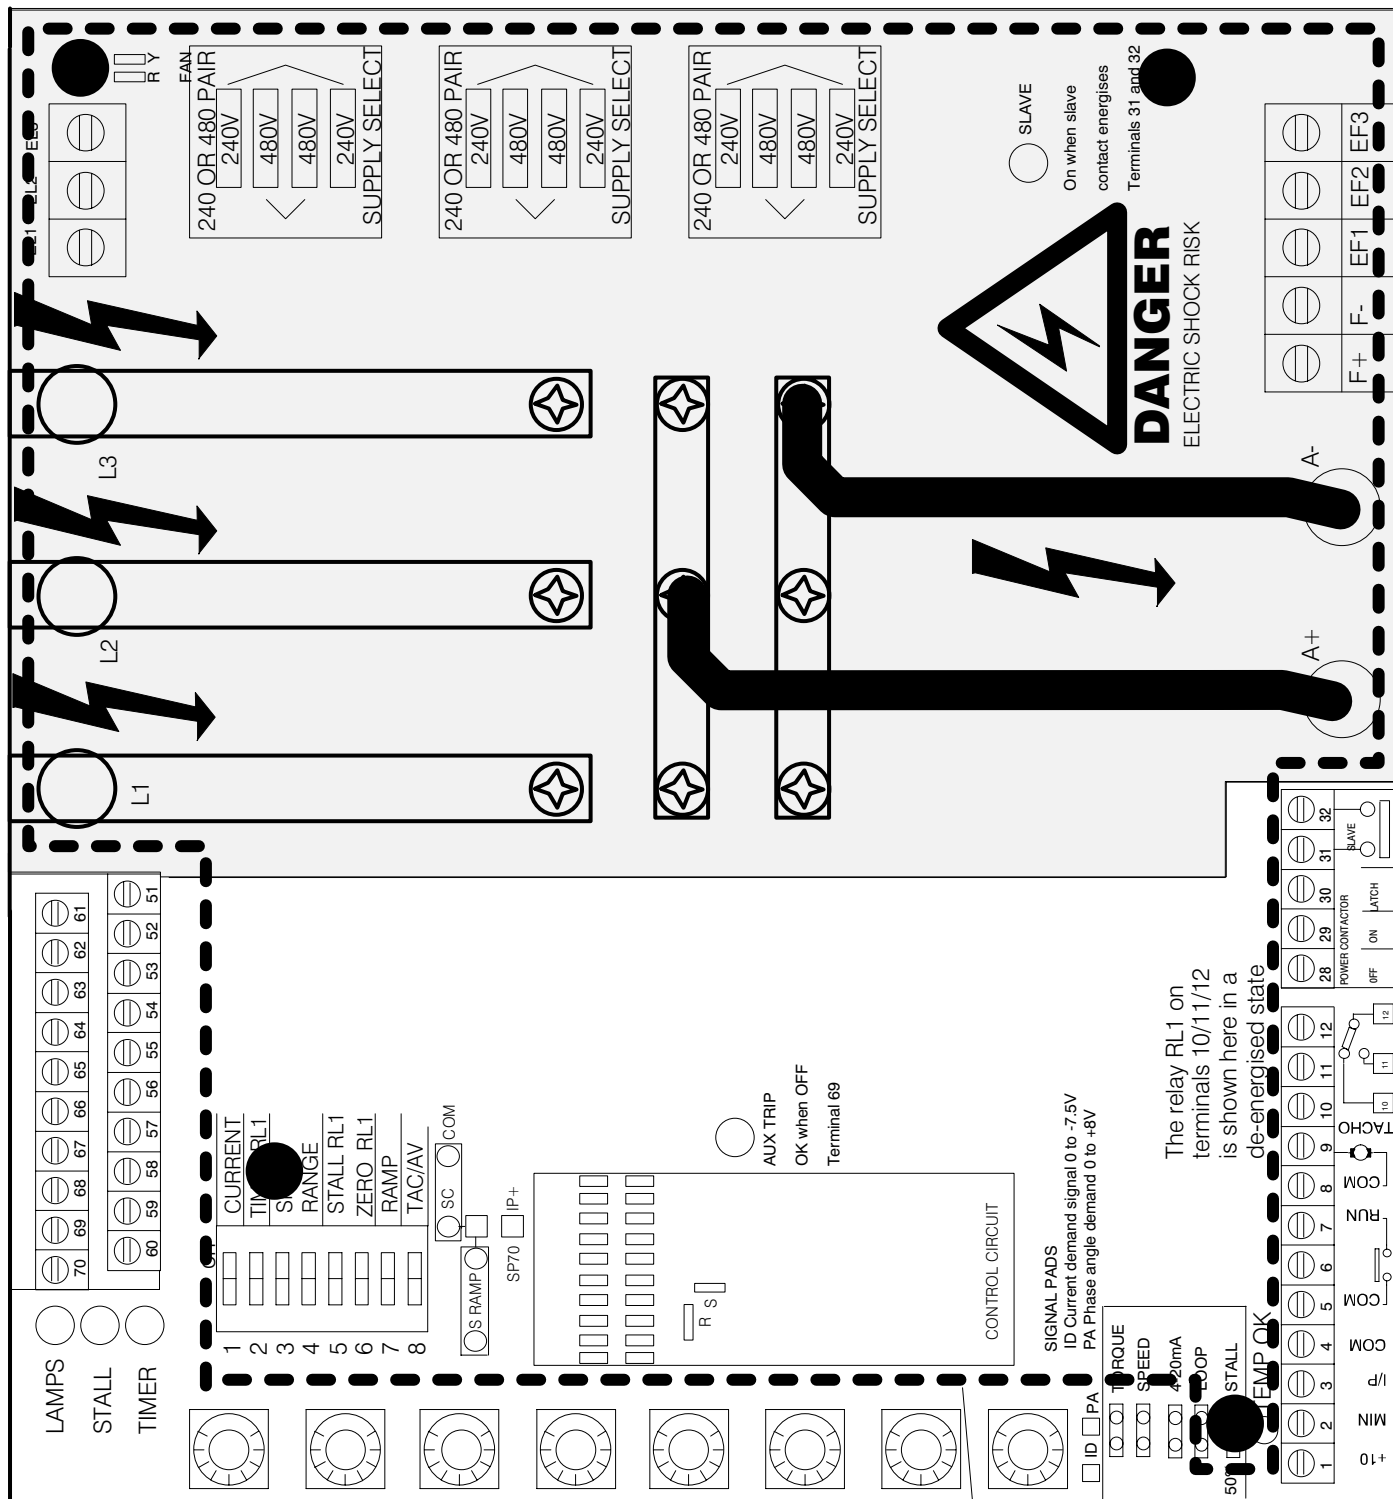 R Y
FAN
EL2
240 OR 480 PAIR
240V
480V
480V
240V
SUPPLY SELECT
240 OR 480 PAIR
240V
480V
480V
240V
SUPPLY SELECT
240 OR 480 PAIR
240V
480V
480V
240V
SUPPLY SELECT
SLAVE
On when slave
contact energises
Terminals 31 and 32
DANGER
ELECTRIC SHOCK RISK
EF3
EF2
EF1
F-
F+
L3
L2
L1
A-
A+
61
62
63
64
65
66
67
68
69
70
51
52
53
54
55
56
57
58
59
60
LAMPS
STALL
TIMER
CURRENT
RL1
RANGE
STALL RL1
ZERO RL1
RAMP
TAC/AV
1
2
3
4
5
6
7
8
SC
COM
S RAMP
SP70
IP+
AUX TRIP
OK when OFF
Terminal 69
R
S
CONTROL CIRCUIT
SIGNAL PADS
ID Current demand signal 0 to -7.5V
PA Phase angle demand 0 to +8V
ID
PA
TORQUE
SPEED
4-20mA
LOOP
STALL
TEMP OK
The relay RL1 on
terminals 10/11/12
is shown here in a
de-energised state
32
31
30
29
28
SLAVE
POWER CONTACTOR
LATCH
ON
OFF
12
11
10
9
8
7
6
5
4
3
2
1
12
11
10
TACHO
COM
RUN
COM
COM
I/P
MIN
+10